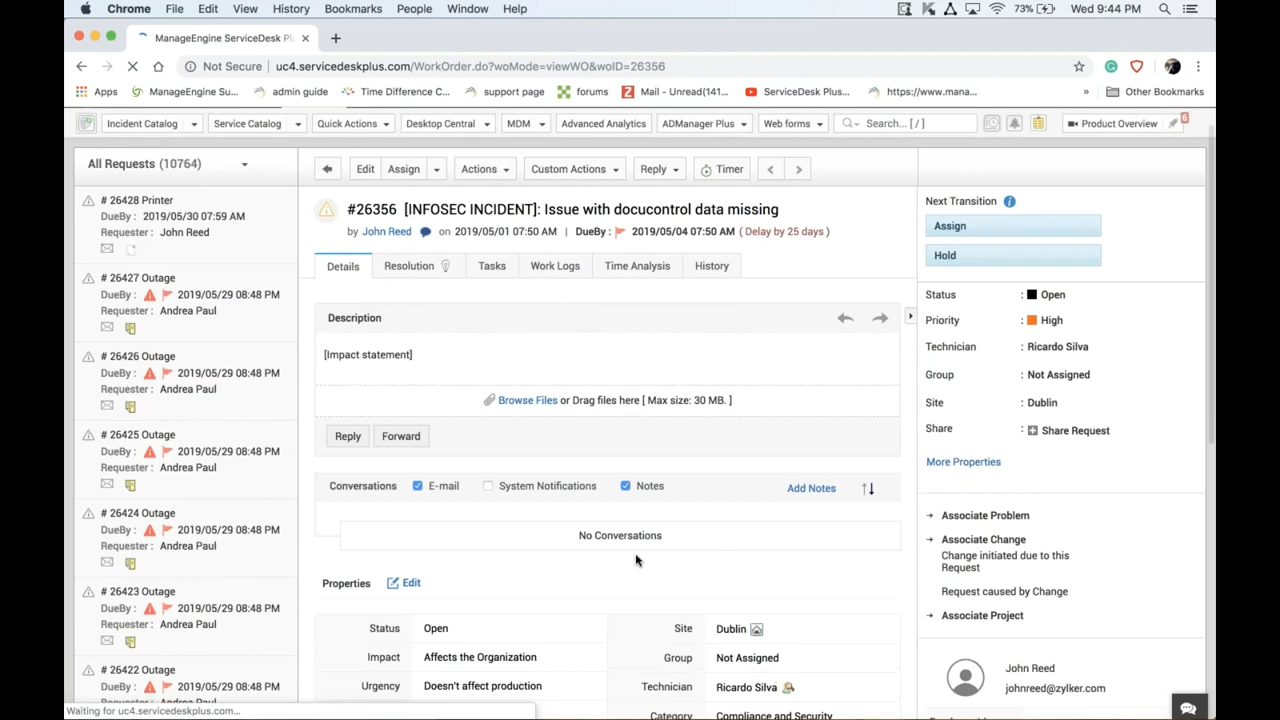 Chrome File Edit View History Bookmarks People Window Help 73% Wed 9:44 PM
ManageEngine ServiceDesk Pl
Not Secure uc4.servicedeskplus.com/WorkOrder.do?woMode=viewWO&woID=26356
Apps ManageEngine Su... admin guide Time Difference C... support page forums Mail - Unread(141... ServiceDesk Plus... https://www.mana... » Other Bookmarks
Incident Catalog Service Catalog Quick Actions Desktop Central MDM Advanced Analytics ADManager Plus Web forms Search... [ / ] Product Overview 6
All Requests (10764)
# 26428 Printer
DueBy : 2019/05/30 07:59 AM
Requester : John Reed
# 26427 Outage
DueBy : 2019/05/29 08:48 PM
Requester : Andrea Paul
# 26426 Outage
DueBy : 2019/05/29 08:48 PM
Requester : Andrea Paul
# 26425 Outage
DueBy : 2019/05/29 08:48 PM
Requester : Andrea Paul
# 26424 Outage
DueBy : 2019/05/29 08:48 PM
Requester : Andrea Paul
# 26423 Outage
DueBy : 2019/05/29 08:48 PM
Requester : Andrea Paul
# 26422 Outage
DueBy : 2019/05/29 08:48 PM
Requester : Andrea Paul
Waiting for uc4.servicedeskplus.com...
Edit Assign Actions Custom Actions Reply Timer
#26356 [INFOSEC INCIDENT]: Issue with docucontrol data missing
by John Reed on 2019/05/01 07:50 AM DueBy : 2019/05/04 07:50 AM ( Delay by 25 days )
Details Resolution Tasks Work Logs Time Analysis History
Description
[Impact statement]
Browse Files or Drag files here [ Max size: 30 MB. ]
Reply Forward
Conversations E-mail System Notifications Notes Add Notes
No Conversations
Properties Edit
Status Open Site Dublin
Impact Affects the Organization Group Not Assigned
Urgency Doesn't affect production Technician Ricardo Silva
Category Compliance and Security
Next Transition
Assign
Hold
Status : Open
Priority : High
Technician : Ricardo Silva
Group : Not Assigned
Site : Dublin
Share : Share Request
More Properties
Associate Problem
Associate Change
Change initiated due to this
Request
Request caused by Change
Associate Project
John Reed
johnreed@zylker.com